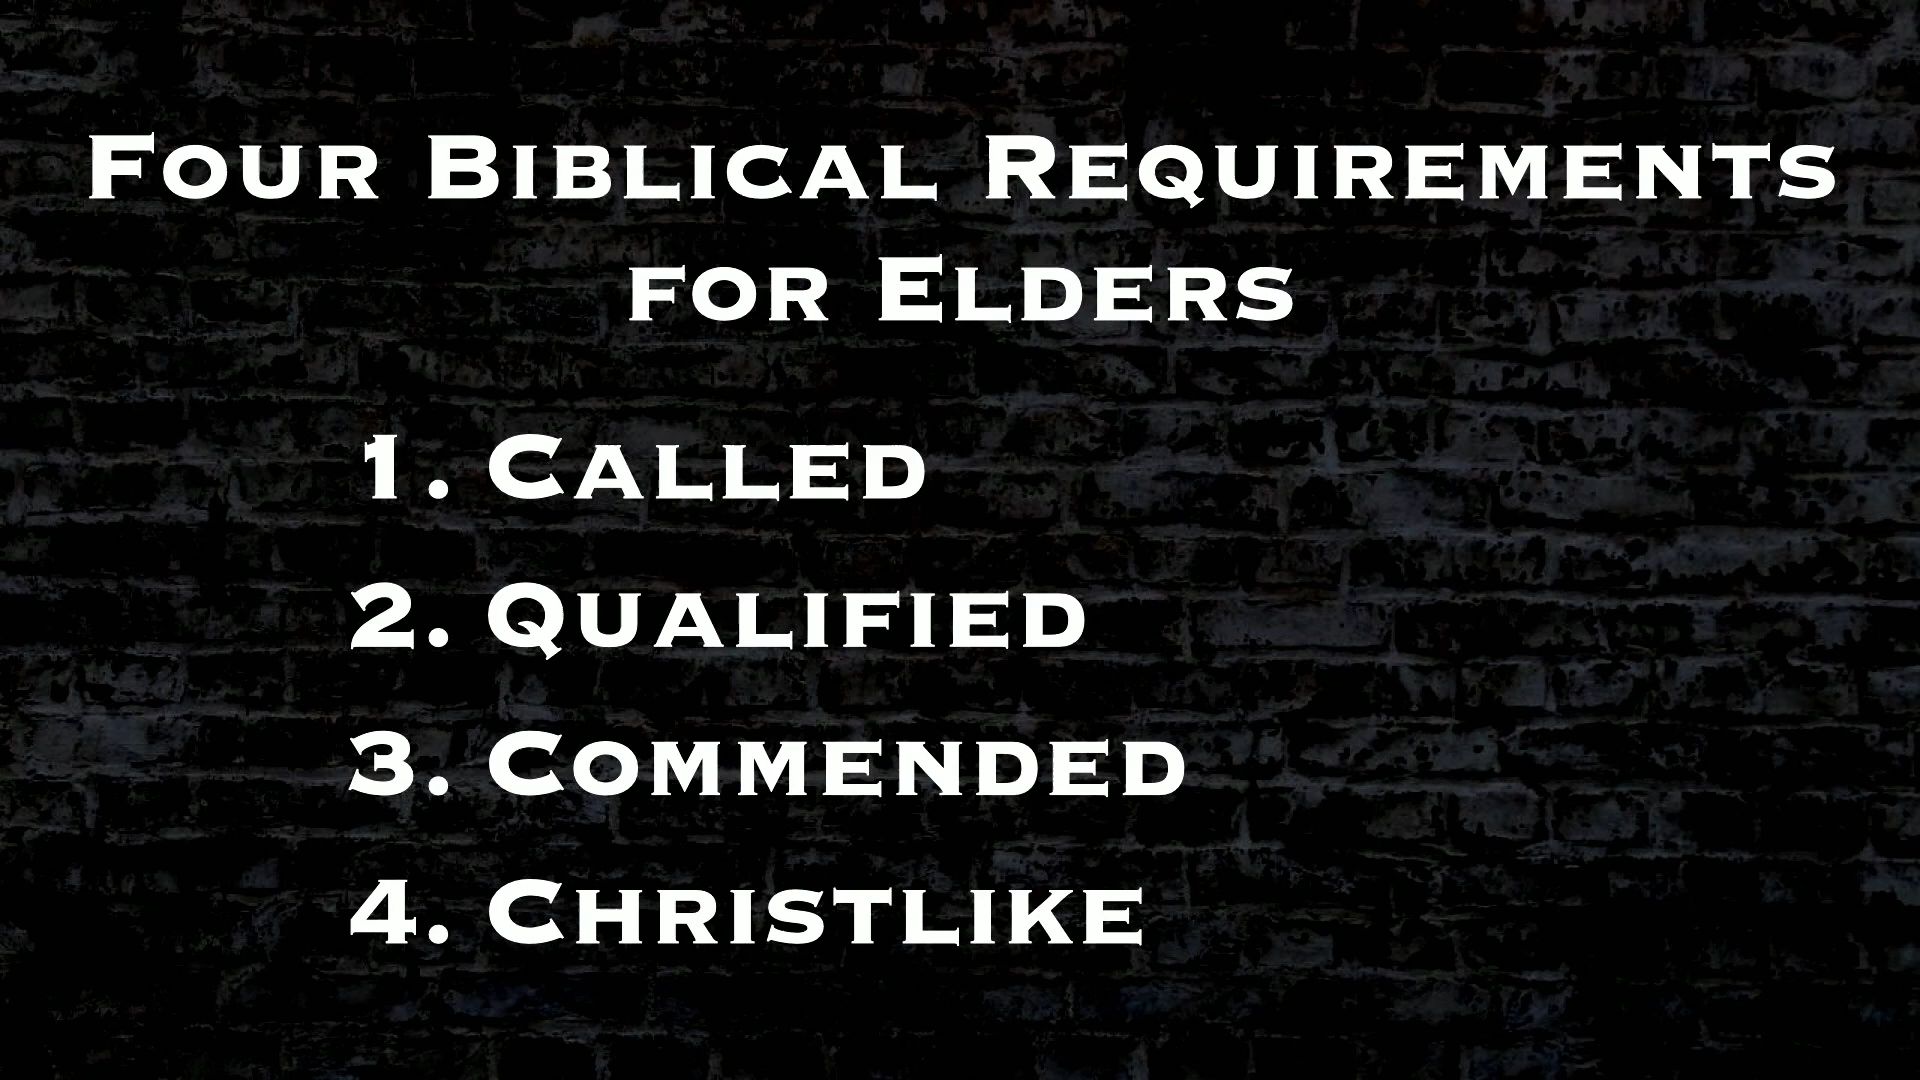 Four Biblical Requirements
for Elders
1. Called
2. Qualified
3. Commended
4. Christlike